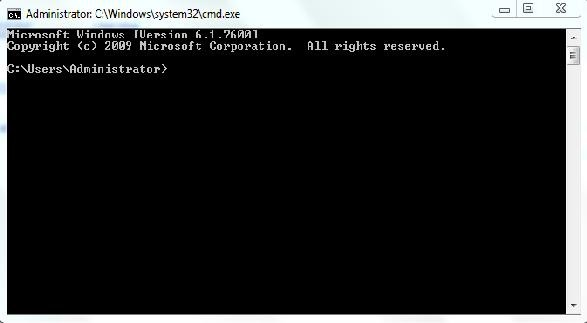 Administrator: C:\Windows\system32\cmd.exe
Microsoft Windows [Version 6.1.7600]
Copyright (c) 2009 Microsoft Corporation.  All rights reserved.
C:\Users\Administrator>